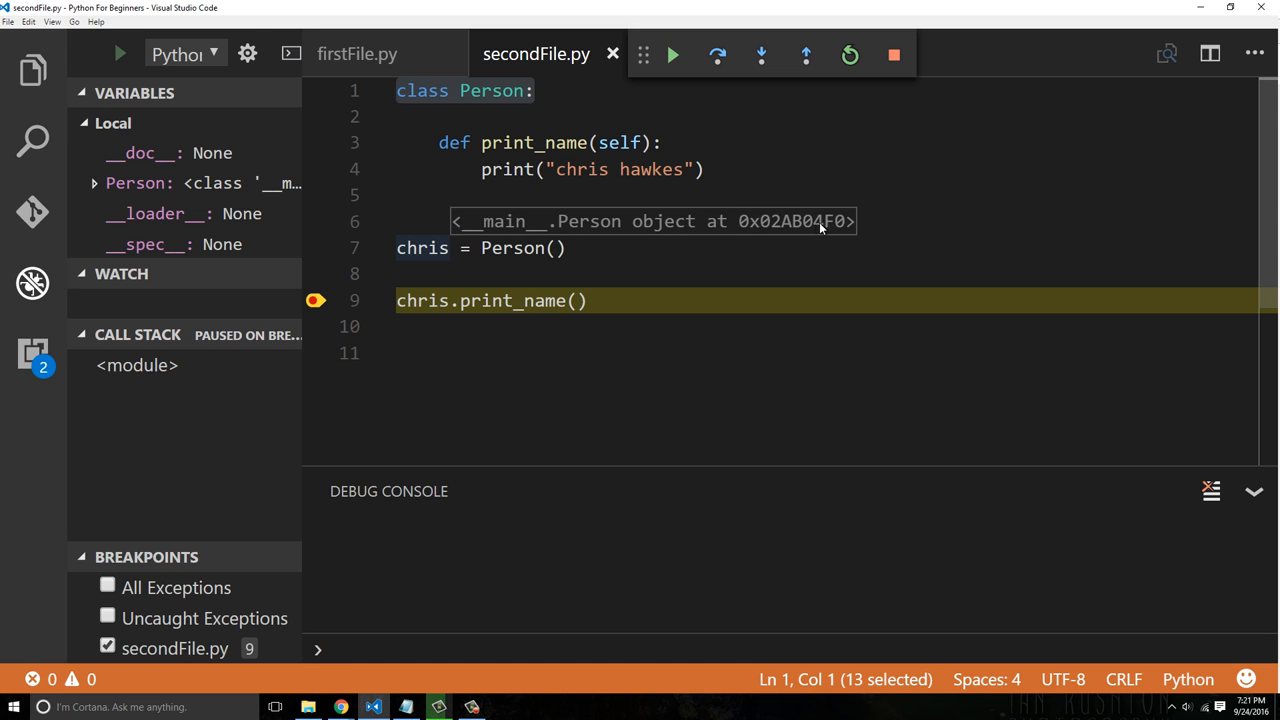 secondFile.py - Python For Beginners - Visual Studio Code
File Edit View Go Help
Pythor
firstFile.py
secondFile.py
VARIABLES
Local
__doc__: None
Person: <class '__m...
__loader__: None
__spec__: None
WATCH
CALL STACK PAUSED ON BRE...
<module>
2
BREAKPOINTS
All Exceptions
Uncaught Exceptions
secondFile.py 9
1 class Person:
2
3 def print_name(self):
4 print("chris hawkes")
5
6 <__main__.Person object at 0x02AB04F0>
7 chris = Person()
8
9 chris.print_name()
10
11
DEBUG CONSOLE
0 0
Ln 1, Col 1 (13 selected) Spaces: 4 UTF-8 CRLF Python
I'm Cortana. Ask me anything.
7:21 PM
9/24/2016